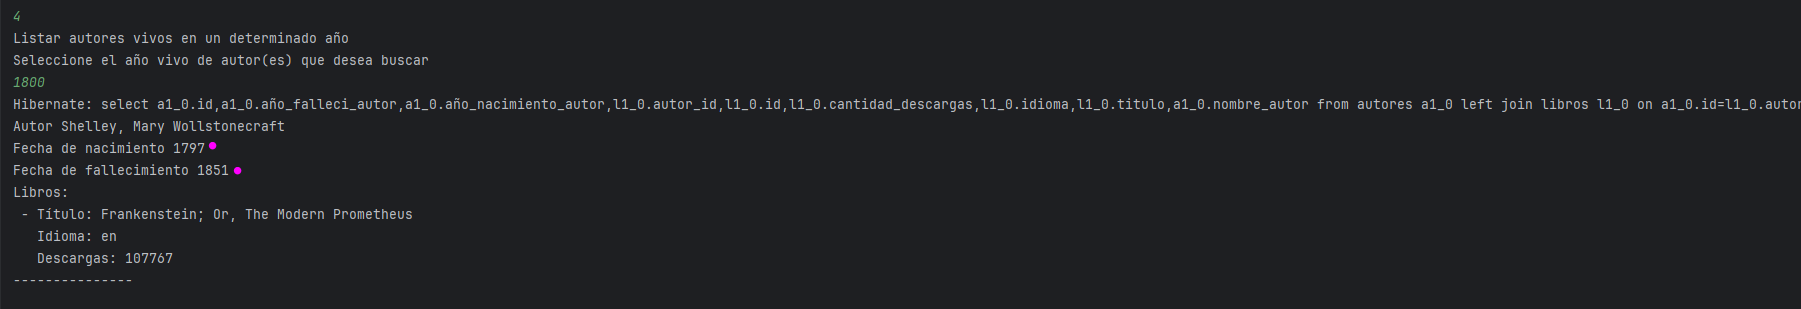 4
Listar autores vivos en un determinado año
Seleccione el año vivo de autor(es) que desea buscar
1800
Hibernate: select a1_0.id,a1_0.año_falleci_autor,a1_0.año_nacimiento_autor,l1_0.autor_id,l1_0.id,l1_0.cantidad_descargas,l1_0.idioma,l1_0.titulo,a1_0.nombre_autor from autores a1_0 left join libros l1_0 on a1_0.id=l1_0.autor
Autor Shelley, Mary Wollstonecraft
Fecha de nacimiento 1797
Fecha de fallecimiento 1851
Libros:
- Título: Frankenstein; Or, The Modern Prometheus
Idioma: en
Descargas: 107767
---------------